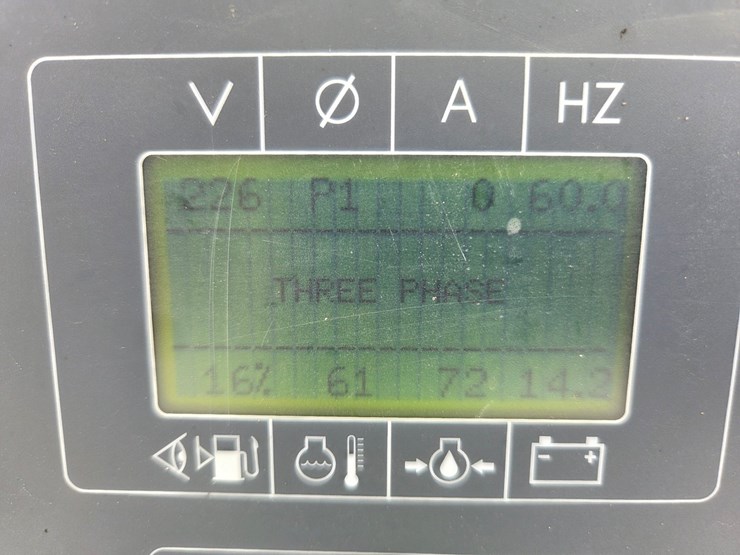 V Ø A HZ
226 P1 0 60.0
THREE PHASE
16% 61 72 14.2
- +